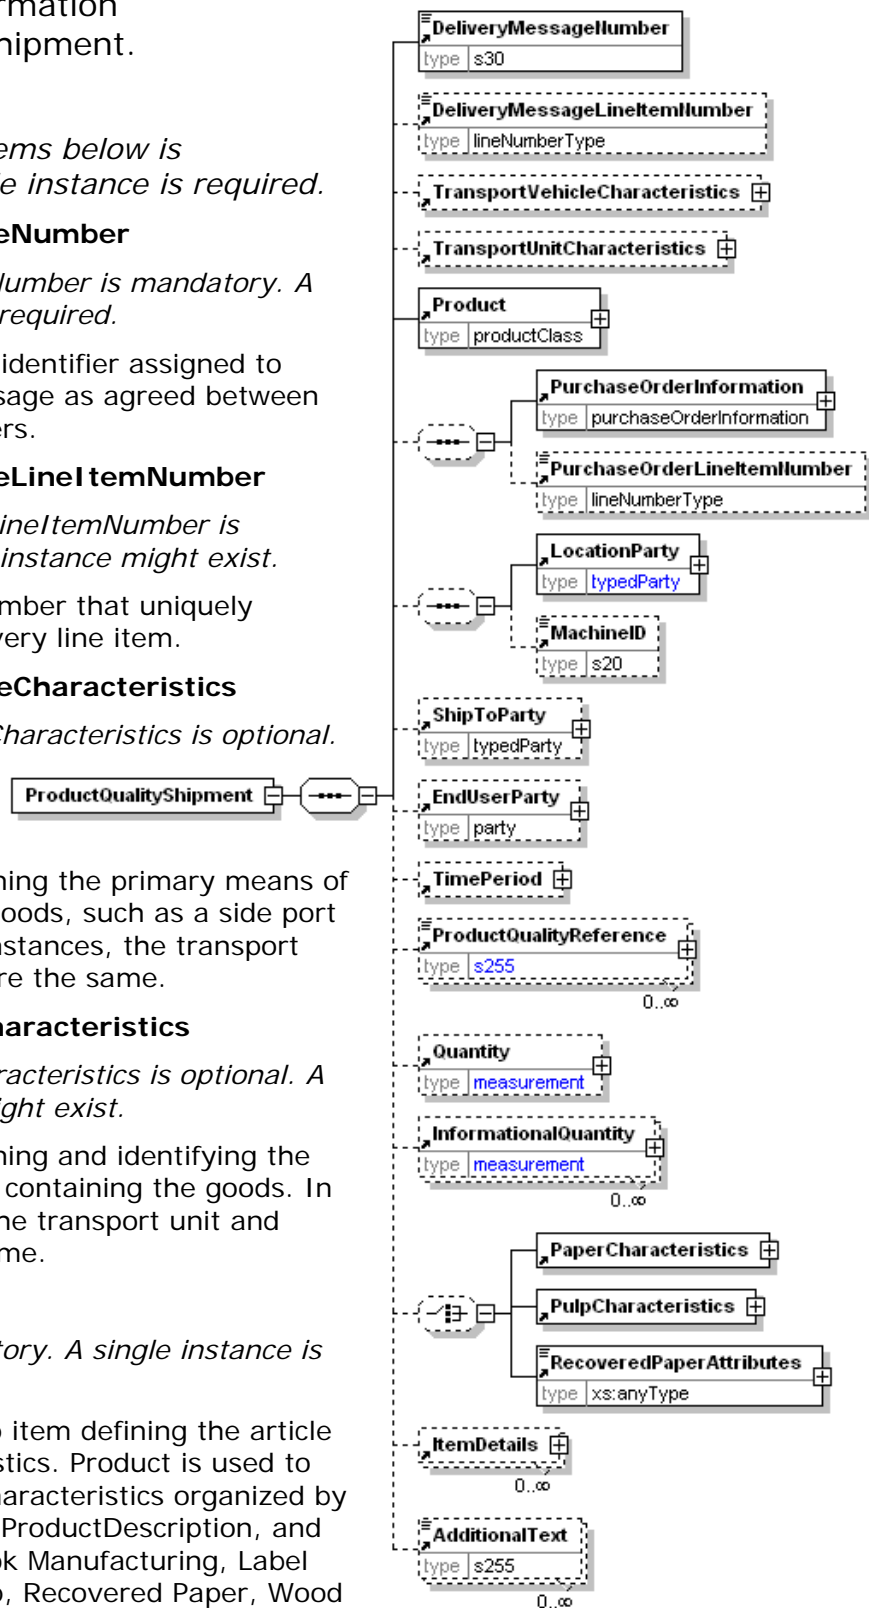 rmation
hipment.
ems below is
e instance is required.
eNumber
Number is mandatory. A
required.
identifier assigned to
sage as agreed between
ers.
eLineItemNumber
LineItemNumber is
instance might exist.
mber that uniquely
very line item.
eCharacteristics
Characteristics is optional.
ning the primary means of
goods, such as a side port
nstances, the transport
re the same.
haracteristics
racteristics is optional. A
ight exist.
ning and identifying the
containing the goods. In
he transport unit and
me.
tory. A single instance is
o item defining the article
stics. Product is used to
haracteristics organized by
ProductDescription, and
ok Manufacturing, Label
p, Recovered Paper, Wood
ProductQualityShipment
DeliveryMessageNumber
type s30
DeliveryMessageLineItemNumber
type lineNumberType
TransportVehicleCharacteristics
TransportUnitCharacteristics
Product
type productClass
PurchaseOrderInformation
type purchaseOrderInformation
PurchaseOrderLineItemNumber
type lineNumberType
LocationParty
type typedParty
MachineID
type s20
ShipToParty
type typedParty
EndUserParty
type party
TimePeriod
ProductQualityReference
type s255
0..∞
Quantity
type measurement
InformationalQuantity
type measurement
0..∞
PaperCharacteristics
PulpCharacteristics
RecoveredPaperAttributes
type xs:anyType
ItemDetails
0..∞
AdditionalText
type s255
0..∞